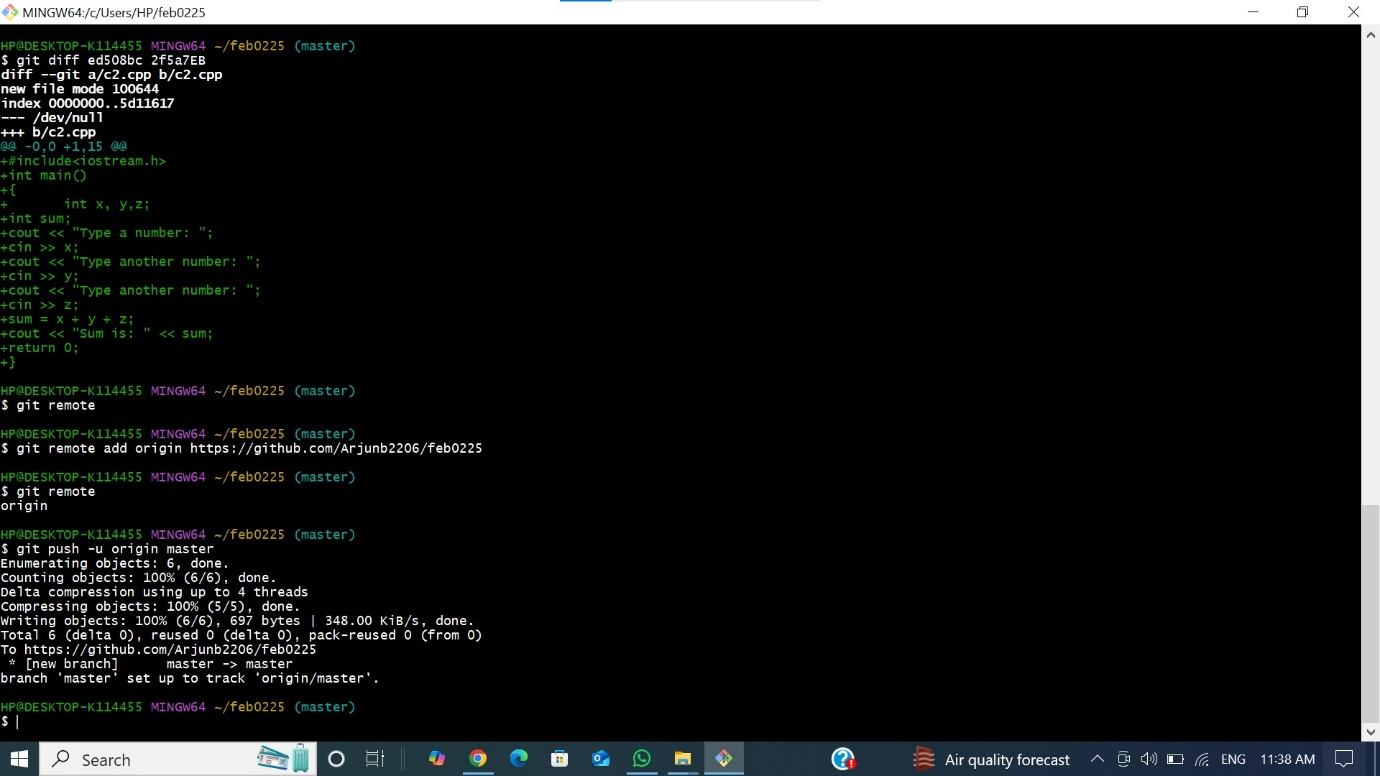 MINGW64:/c/Users/HP/feb0225
HP@DESKTOP-K114455 MINGW64 ~/feb0225 (master)
$ git diff ed508bc 2f5a7EB
diff --git a/c2.cpp b/c2.cpp
new file mode 100644
index 0000000..5d11617
--- /dev/null
+++ b/c2.cpp
@@ -0,0 +1,15 @@
+#include<iostream.h>
+int main()
+{
+       int x, y,z;
+int sum;
+cout << "Type a number: ";
+cin >> x;
+cout << "Type another number: ";
+cin >> y;
+cout << "Type another number: ";
+cin >> z;
+sum = x + y + z;
+cout << "Sum is: " << sum;
+return 0;
+}
HP@DESKTOP-K114455 MINGW64 ~/feb0225 (master)
$ git remote
HP@DESKTOP-K114455 MINGW64 ~/feb0225 (master)
$ git remote add origin https://github.com/Arjunb2206/feb0225
HP@DESKTOP-K114455 MINGW64 ~/feb0225 (master)
$ git remote
origin
HP@DESKTOP-K114455 MINGW64 ~/feb0225 (master)
$ git push -u origin master
Enumerating objects: 6, done.
Counting objects: 100% (6/6), done.
Delta compression using up to 4 threads
Compressing objects: 100% (5/5), done.
Writing objects: 100% (6/6), 697 bytes | 348.00 KiB/s, done.
Total 6 (delta 0), reused 0 (delta 0), pack-reused 0 (from 0)
To https://github.com/Arjunb2206/feb0225
 * [new branch]      master -> master
branch 'master' set up to track 'origin/master'.
HP@DESKTOP-K114455 MINGW64 ~/feb0225 (master)
$
Search
Air quality forecast
ENG
11:38 AM